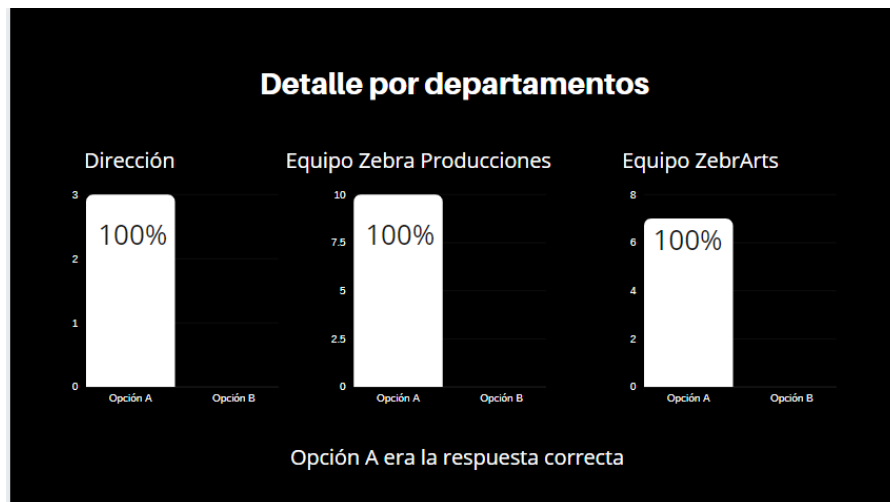 Detalle por departamentos
Dirección
Equipo Zebra Producciones
Equipo ZebrArts
3
2
1
0
100%
Opción A
Opción B
10
7.5
5
2.5
0
100%
Opción A
Opción B
8
6
4
2
0
100%
Opción A
Opción B
Opción A era la respuesta correcta